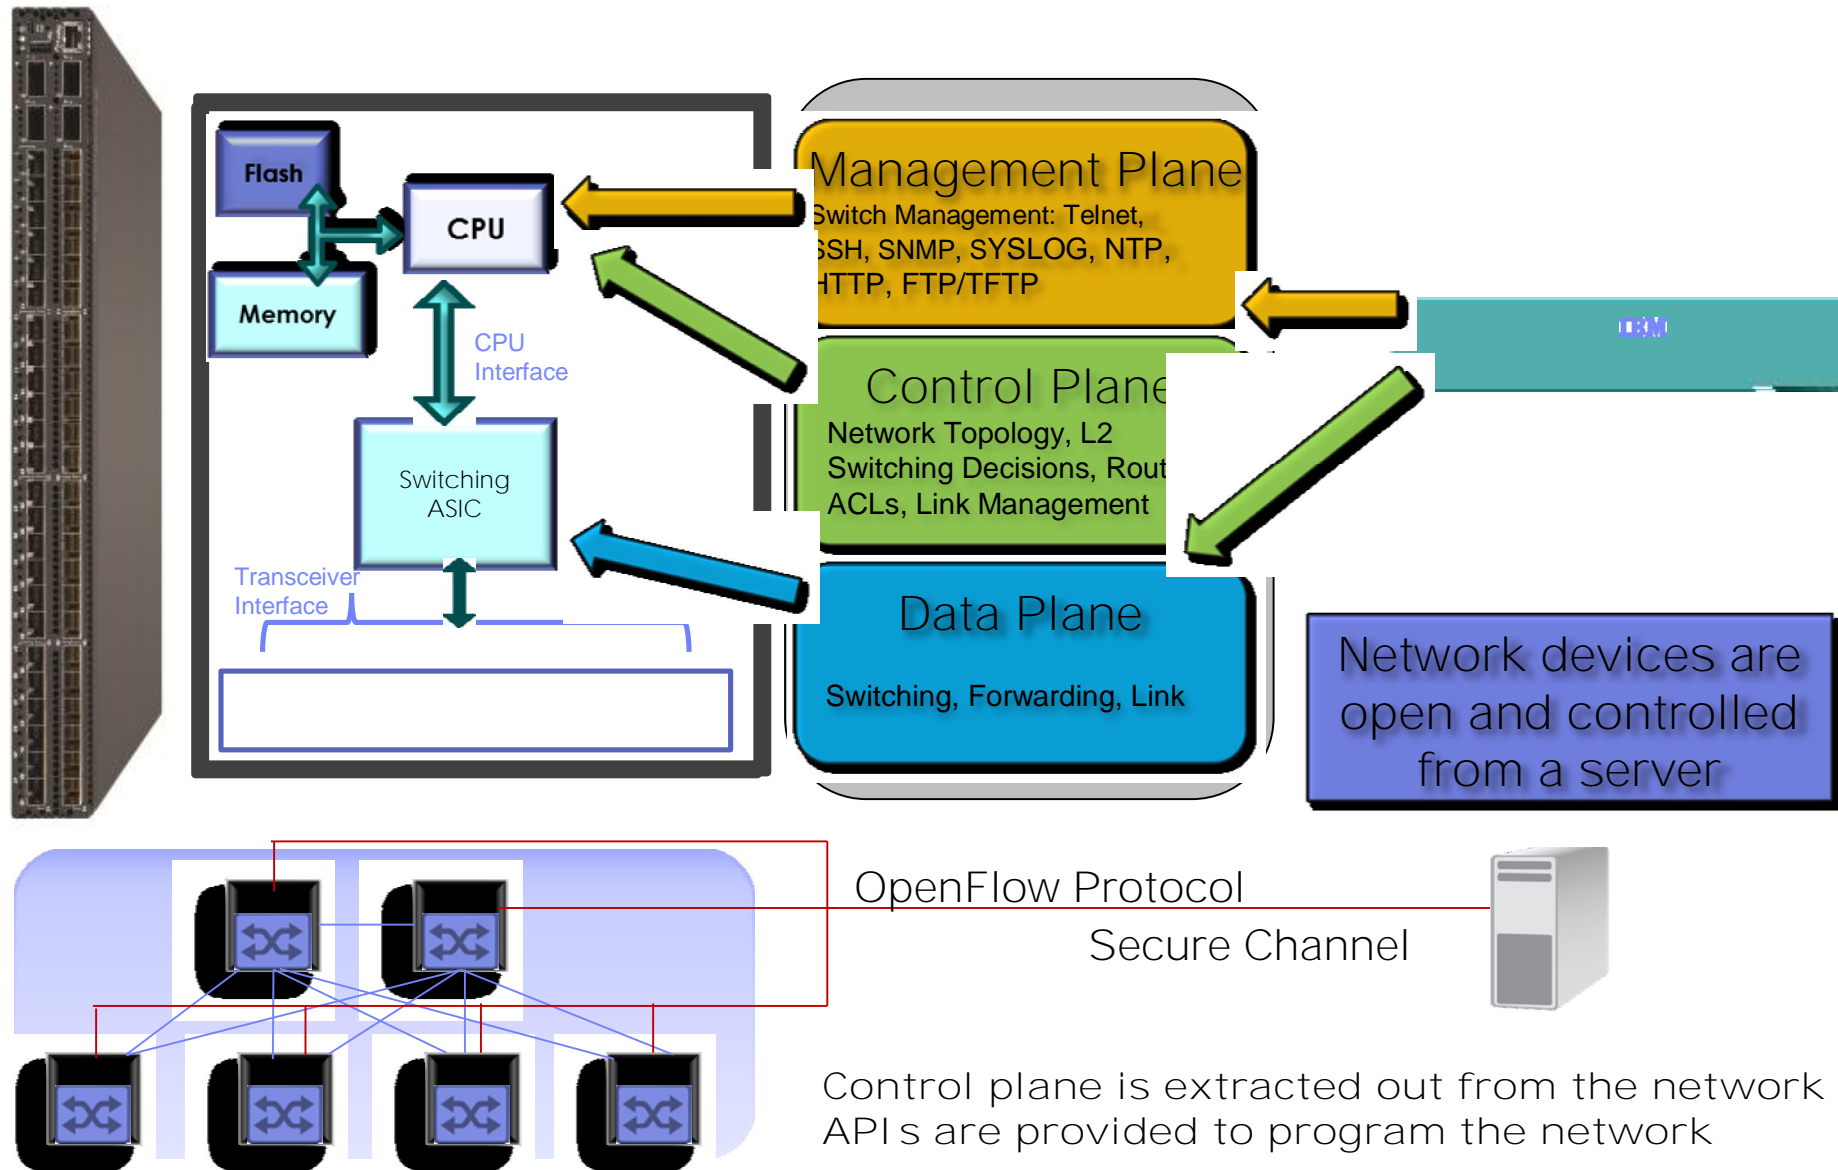 Flash
CPU
Memory
CPU
Interface
Switching
ASIC
Transceiver
Interface
Management Plane
Switch Management: Telnet,
SSH, SNMP, SYSLOG, NTP,
HTTP, FTP/TFTP
Control Plane
Network Topology, L2
Switching Decisions, Rout
ACLs, Link Management
Data Plane
Switching, Forwarding, Link
IBM
Network devices are
open and controlled
from a server
OpenFlow Protocol
Secure Channel
Control plane is extracted out from the network
APIs are provided to program the network